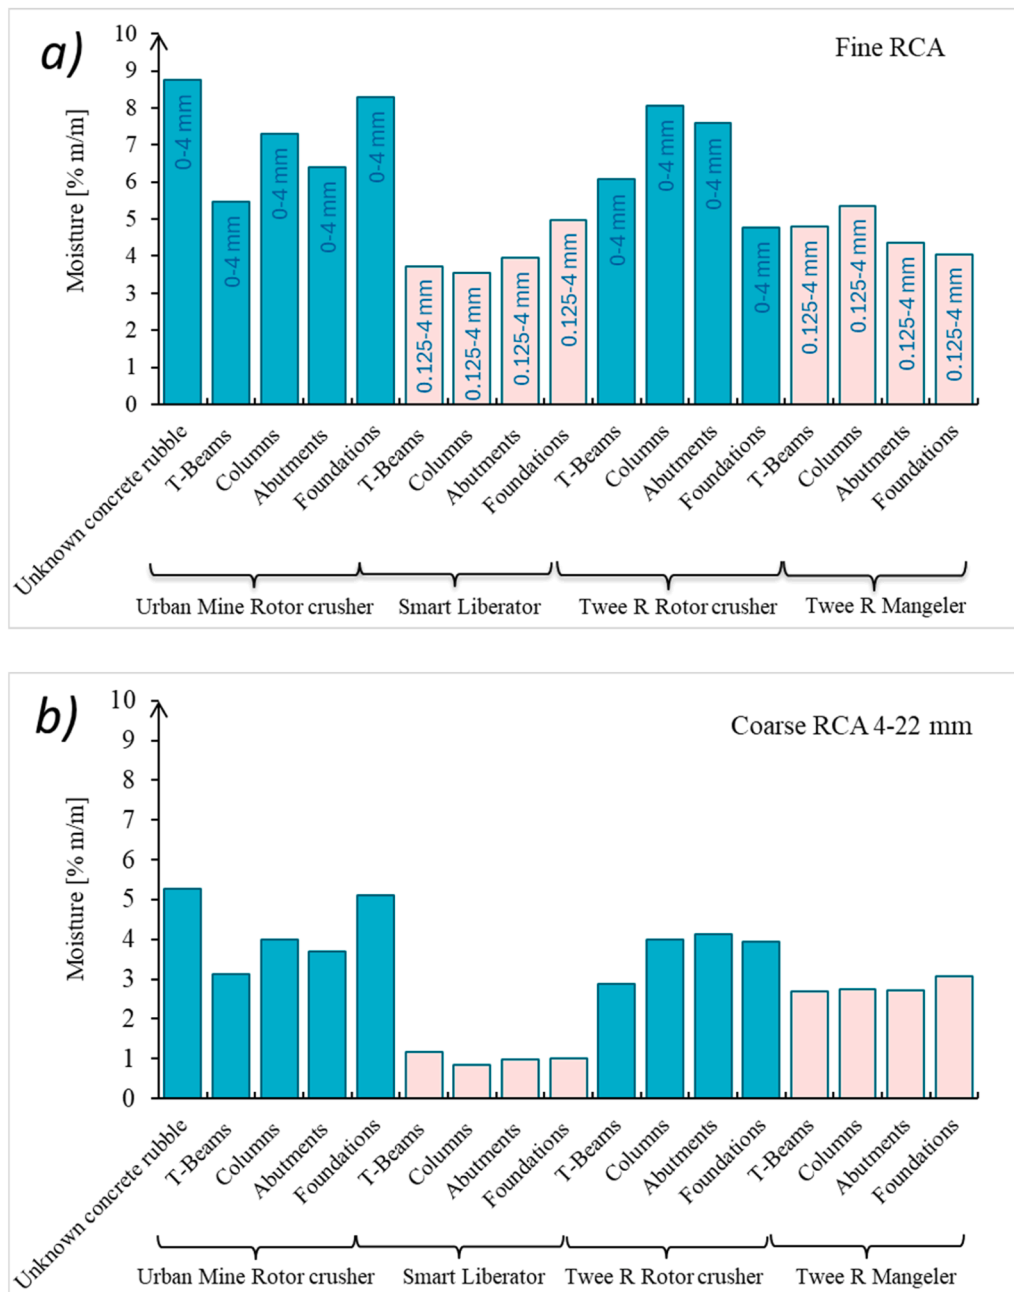 a)
Fine RCA
Moisture [% m/m]
10
9
8
7
6
5
4
3
2
1
0
0-4 mm
0-4 mm
0-4 mm
0-4 mm
0-4 mm
0.125-4 mm
0.125-4 mm
0.125-4 mm
0.125-4 mm
0-4 mm
0-4 mm
0-4 mm
0-4 mm
0.125-4 mm
0.125-4 mm
0.125-4 mm
0.125-4 mm
Unknown concrete rubble
T-Beams
Columns
Abutments
Foundations
T-Beams
Columns
Abutments
Foundations
T-Beams
Columns
Abutments
Foundations
T-Beams
Columns
Abutments
Foundations
Urban Mine Rotor crusher
Smart Liberator
Twee R Rotor crusher
Twee R Mangeler
b)
Coarse RCA 4-22 mm
Moisture [% m/m]
10
9
8
7
6
5
4
3
2
1
0
Unknown concrete rubble
T-Beams
Columns
Abutments
Foundations
T-Beams
Columns
Abutments
Foundations
T-Beams
Columns
Abutments
Foundations
T-Beams
Columns
Abutments
Foundations
Urban Mine Rotor crusher
Smart Liberator
Twee R Rotor crusher
Twee R Mangeler